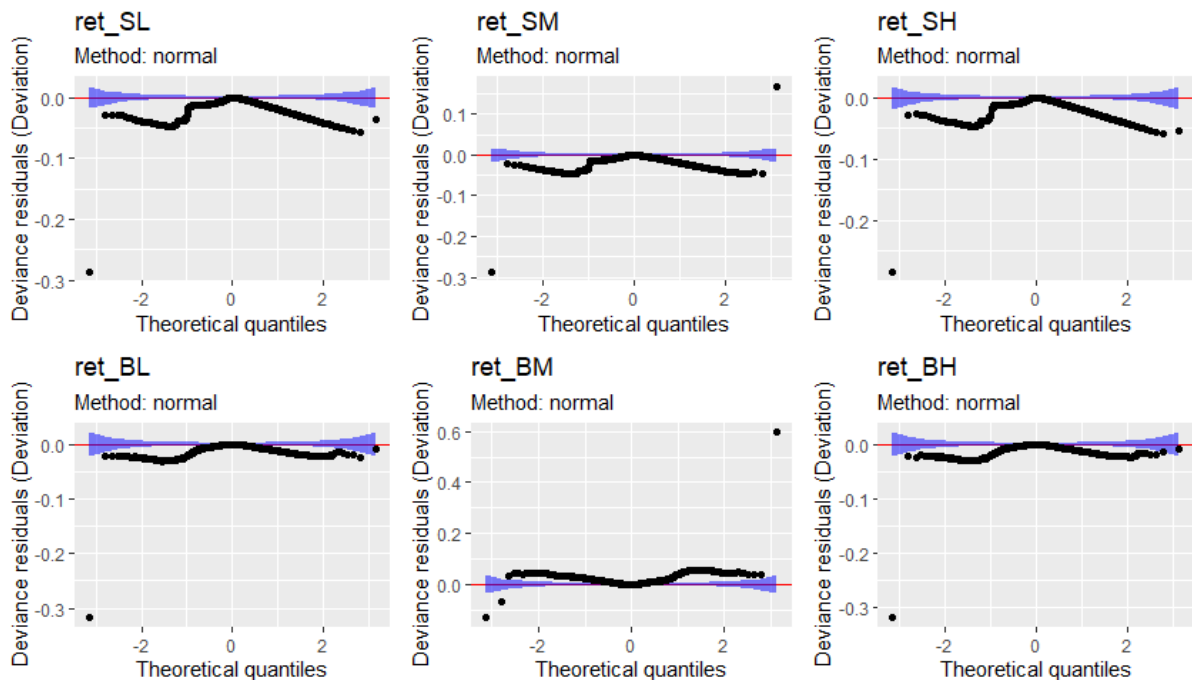 ret_SL
Method: normal
Deviance residuals (Deviation)
0.0
-0.1
-0.2
-0.3
-2
0
2
Theoretical quantiles
ret_SM
Method: normal
Deviance residuals (Deviation)
0.1
0.0
-0.1
-0.2
-0.3
-2
0
2
Theoretical quantiles
ret_SH
Method: normal
Deviance residuals (Deviation)
0.0
-0.1
-0.2
-2
0
2
Theoretical quantiles
ret_BL
Method: normal
Deviance residuals (Deviation)
0.0
-0.1
-0.2
-0.3
-2
0
2
Theoretical quantiles
ret_BM
Method: normal
Deviance residuals (Deviation)
0.6
0.4
0.2
0.0
-2
0
2
Theoretical quantiles
ret_BH
Method: normal
Deviance residuals (Deviation)
0.0
-0.1
-0.2
-0.3
-2
0
2
Theoretical quantiles